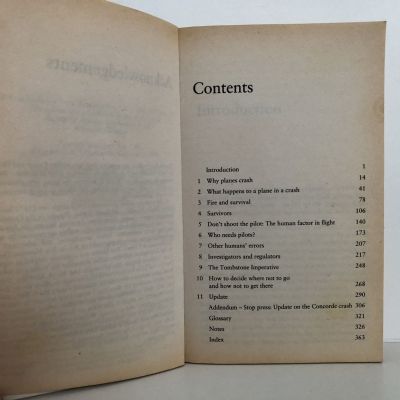 Acknowledgements
Contents
Introduction
Introduction 1
1 Why planes crash 14
2 What happens to a plane in a crash 41
3 Fire and survival 78
4 Survivors 106
5 Don't shoot the pilot: The human factor in flight 140
6 Who needs pilots? 173
7 Other humans' errors 207
8 Investigators and regulators 217
9 The Tombstone Imperative 248
10 How to decide where not to go
and how not to get there 268
11 Update 290
Addendum – Stop press: Update on the Concorde crash 306
Glossary 321
Notes 326
Index 363